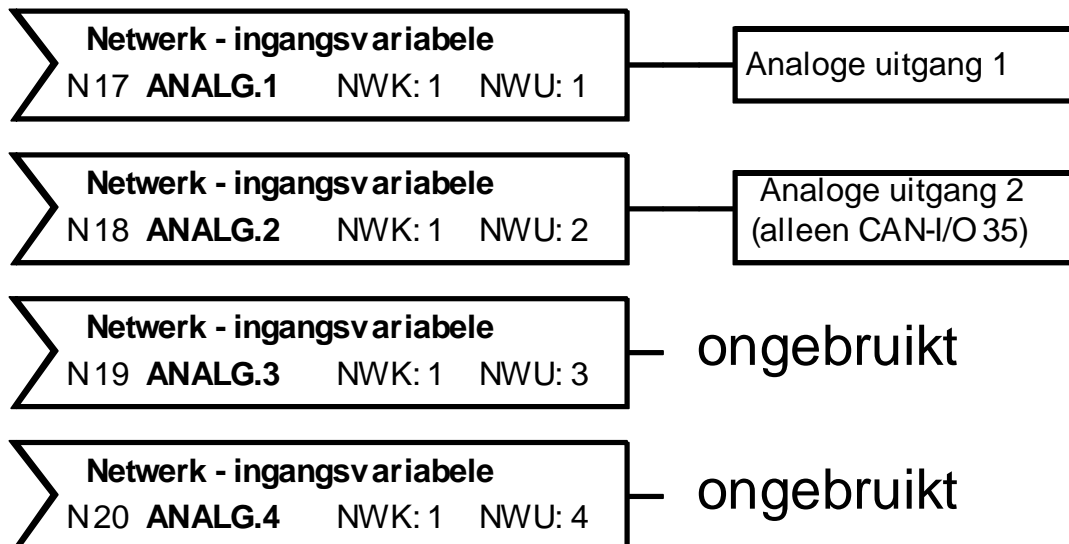 Netwerk - ingangsvariabele
N17 ANALG.1 NWK: 1 NWU: 1
Analoge uitgang 1
Netwerk - ingangsvariabele
N18 ANALG.2 NWK: 1 NWU: 2
Analoge uitgang 2
(alleen CAN-I/O 35)
Netwerk - ingangsvariabele
N19 ANALG.3 NWK: 1 NWU: 3
ongebruikt
Netwerk - ingangsvariabele
N20 ANALG.4 NWK: 1 NWU: 4
ongebruikt